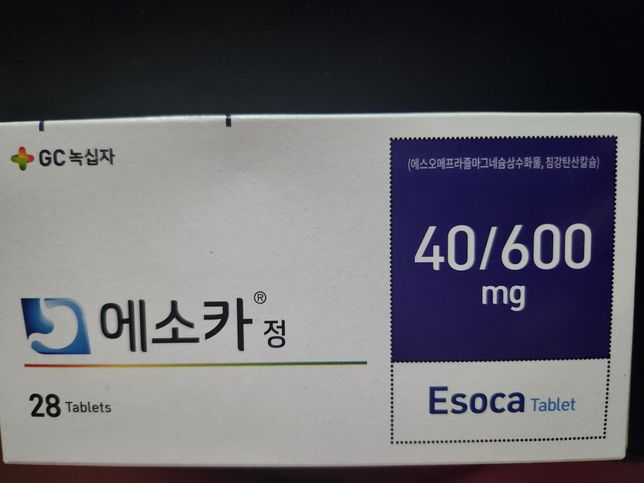 GC 녹십자
에소카® 정
28 Tablets
(에스오메프라졸마그네슘삼수화물, 침강탄산칼슘)
40/600
mg
Esoca Tablet